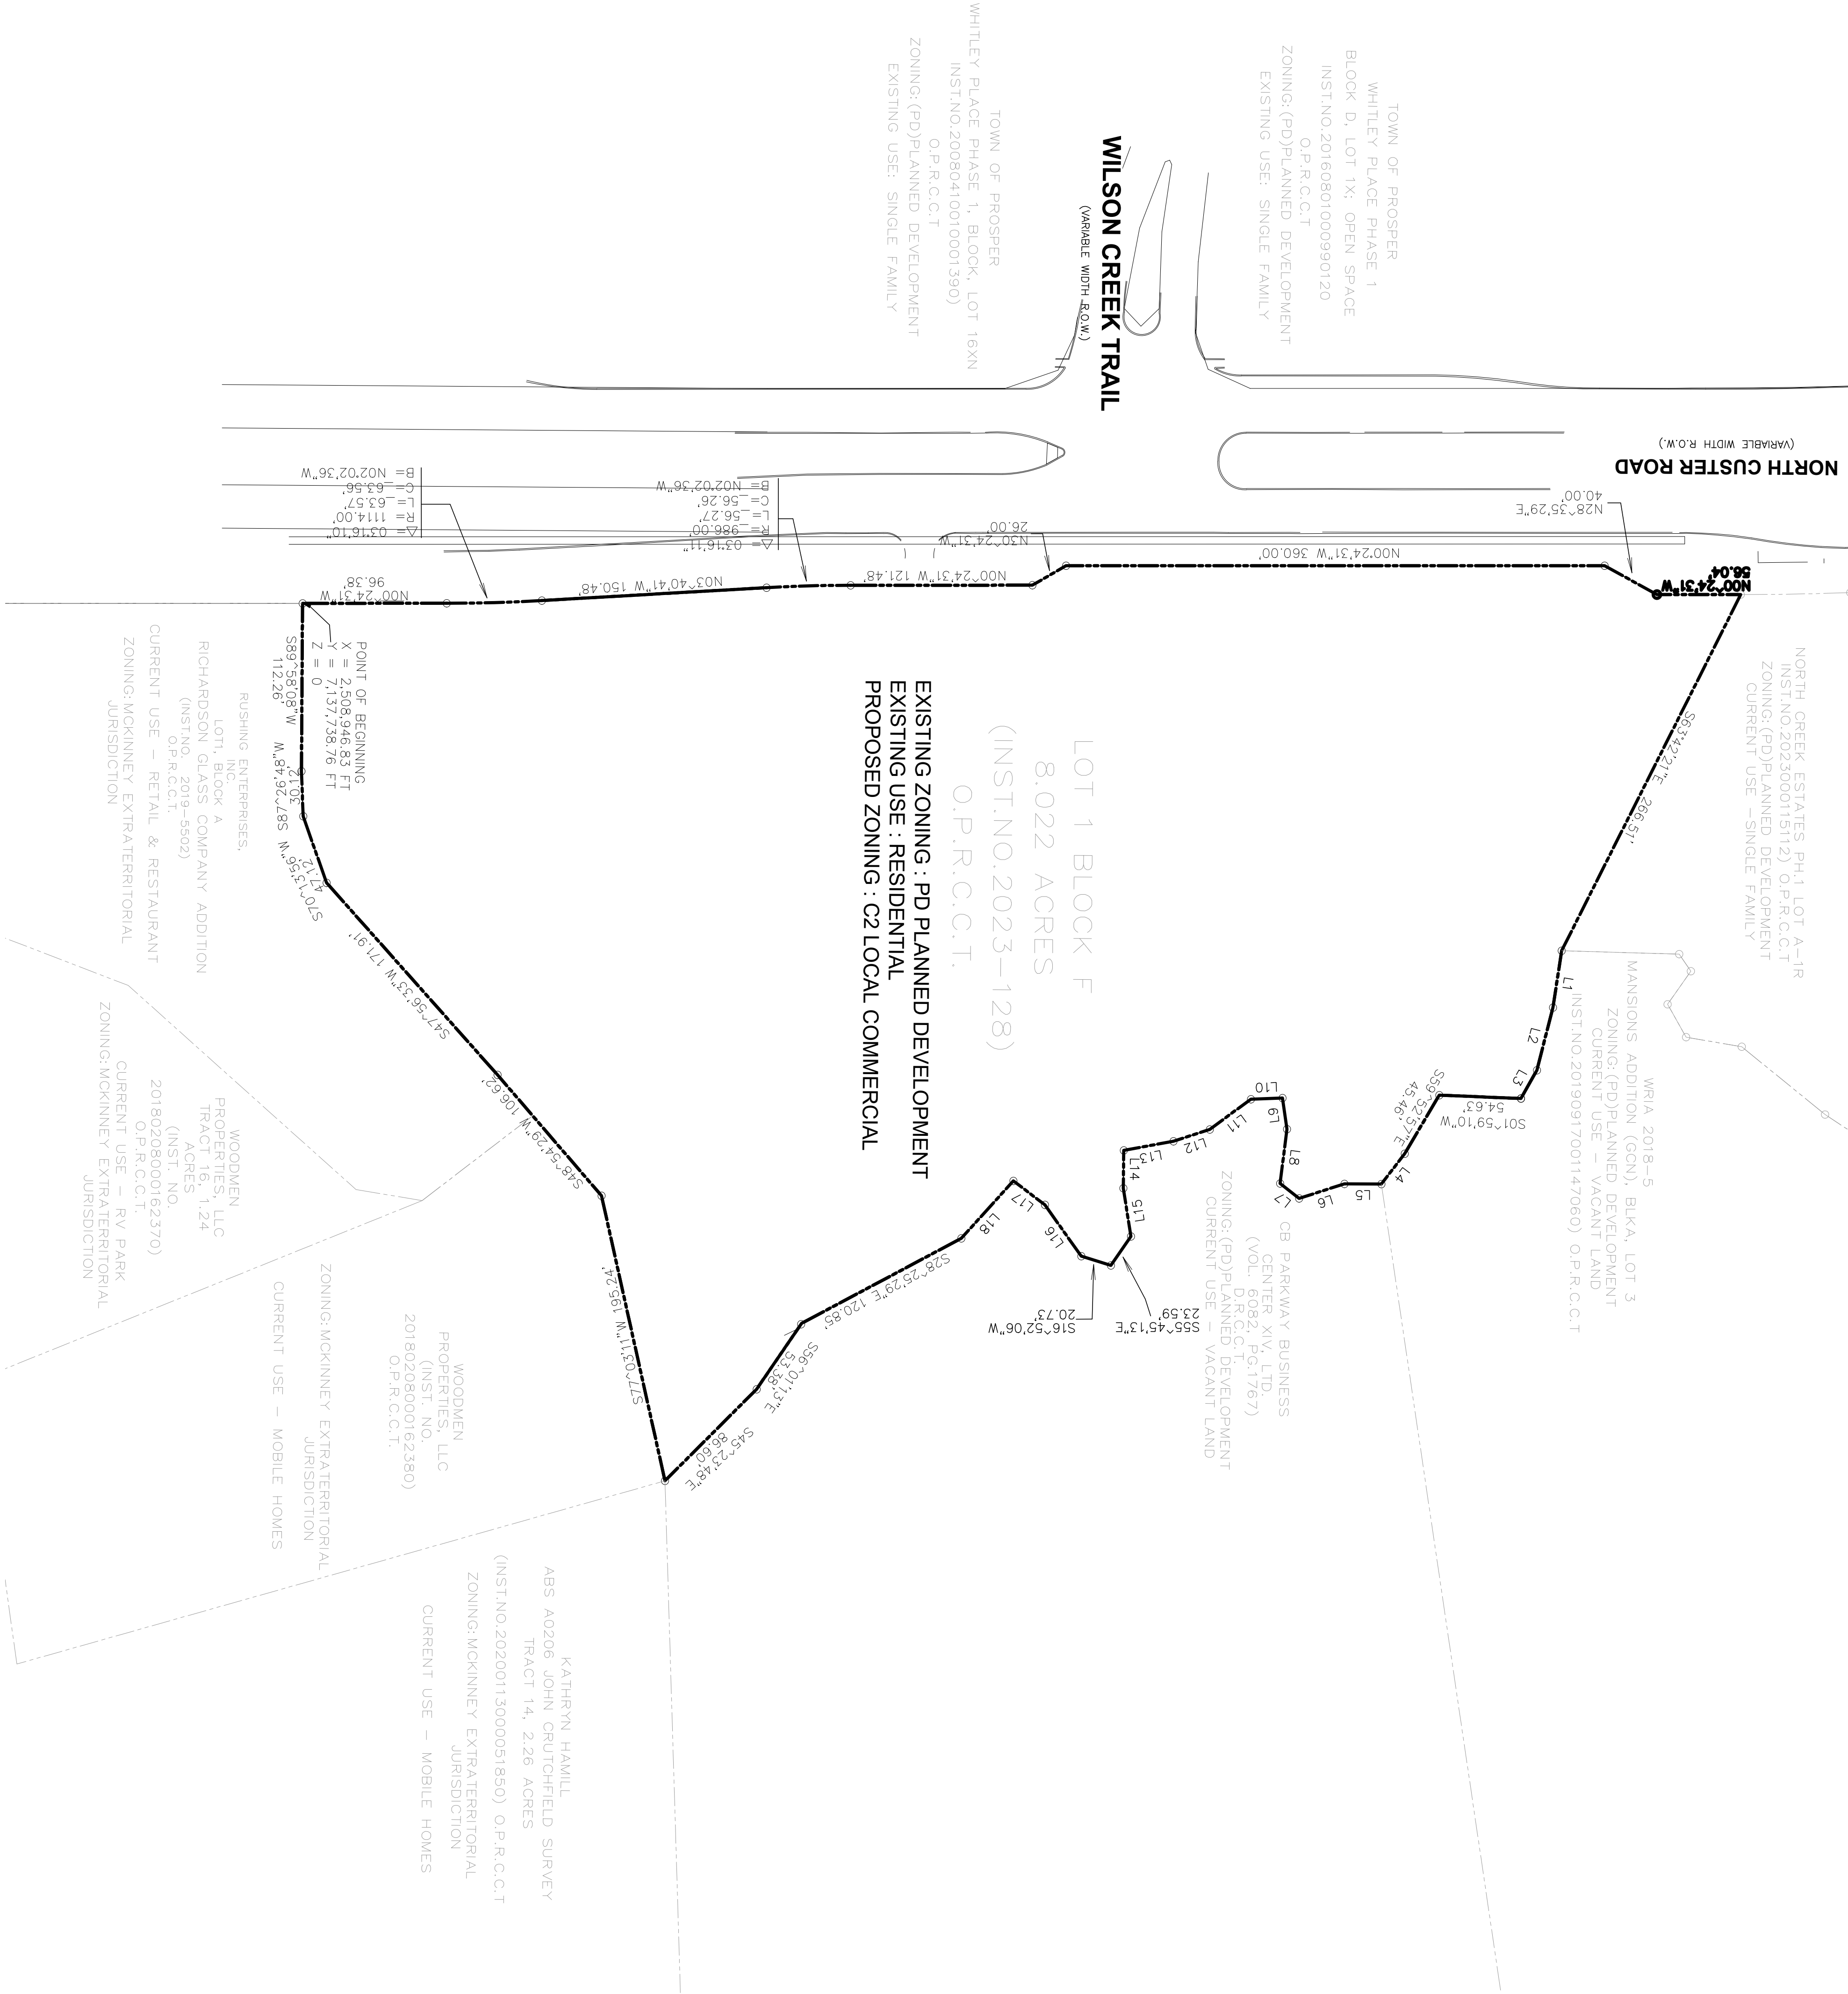 TOWN OF PROSPER
WHITLEY PLACE PHASE 1
BLOCK D, LOT 1X; OPEN SPACE
INST.NO.20160801000990120
O.P.R.C.C.T
ZONING:(PD)PLANNED DEVELOPMENT
EXISTING USE: SINGLE FAMILY
WILSON CREEK TRAIL
(VARIABLE WIDTH R.O.W.)
TOWN OF PROSPER
WHITLEY PLACE PHASE 1, BLOCK, LOT 16XN
INST.NO.20080410010001390)
O.P.R.C.C.T
ZONING:(PD)PLANNED DEVELOPMENT
EXISTING USE: SINGLE FAMILY
NORTH CUSTER ROAD
(VARIABLE WIDTH R.O.W.)
N28^35'29"E
40.00'
N00^24'31"W
56.04'
N00^24'31"W 360.00'
N30^24'31"W
26.00
N00^24'31"W 121.48'
△= 03°16'11"
R= 986.00'
L= 56.27'
C= 56.26'
B= N02°02'36"W
N03^40'41"W 150.48'
△= 03°16'10"
R= 1114.00'
L= 63.57'
C= 63.56'
B= N02°02'36"W
N00^24'31"W
96.38'
POINT OF BEGINNING
X = 2,508,946.83 FT
Y = 7,137,738.76 FT
Z = 0
S89^58'08"W
112.26'
S87^26'48"W
30.12'
S70^13'56"W
47.12'
S47^56'33"W 171.91'
S48^54'29"W 106.62'
S77^03'11"W 195.24'
S45^23'48"E
86.60'
S56^01'13"E
53.38'
S28^25'29"E 120.85'
L18
L17
L16
S16^52'06"W
20.73'
S55^45'13"E
23.59'
L15
L14
L13
L12
L11
L10
L9
L8
L7
L6
L5
L4
S59^52'57"E
45.46'
S01^59'10"W
54.63'
L3
L2
L1
S63^42'21"E 266.51'
LOT 1 BLOCK F
8.022 ACRES
(INST.NO.2023-128)
O.P.R.C.C.T.
EXISTING ZONING : PD PLANNED DEVELOPMENT
EXISTING USE : RESIDENTIAL
PROPOSED ZONING : C2 LOCAL COMMERCIAL
NORTH CREEK ESTATES PH.1 LOT A-1R
INST.NO.2023000115112) O.P.R.C.C.T
ZONING:(PD)PLANNED DEVELOPMENT
CURRENT USE -SINGLE FAMILY
WRIA 2018-5
MANSIONS ADDITION (GCN), BLKA, LOT 3
ZONING:(PD)PLANNED DEVELOPMENT
CURRENT USE - VACANT LAND
INST.NO.20190917001147060) O.P.R.C.C.T
CB PARKWAY BUSINESS
CENTER XIV, LTD.
(VOL. 6082, PG.1767)
D.R.C.C.T.
ZONING:(PD)PLANNED DEVELOPMENT
CURRENT USE - VACANT LAND
RUSHING ENTERPRISES,
INC.
LOT1, BLOCK A
RICHARDSON GLASS COMPANY ADDITION
(INST.NO. 2019-5502)
O.P.R.C.C.T.
CURRENT USE - RETAIL & RESTAURANT
ZONING:MCKINNEY EXTRATERRITORIAL
JURISDICTION
WOODMEN
PROPERTIES, LLC
TRACT 16, 1.24
ACRES
(INST. NO.
20180208000162370)
O.P.R.C.C.T.
CURRENT USE - RV PARK
ZONING:MCKINNEY EXTRATERRITORIAL
JURISDICTION
WOODMEN
PROPERTIES, LLC
(INST. NO.
20180208000162380)
O.P.R.C.C.T.
ZONING:MCKINNEY EXTRATERRITORIAL
JURISDICTION
CURRENT USE - MOBILE HOMES
KATHRYN HAMILL
ABS A0206 JOHN CRUTCHFIELD SURVEY
TRACT 14, 2.26 ACRES
(INST.NO.20200113000051850) O.P.R.C.C.T
ZONING:MCKINNEY EXTRATERRITORIAL
JURISDICTION
CURRENT USE - MOBILE HOMES